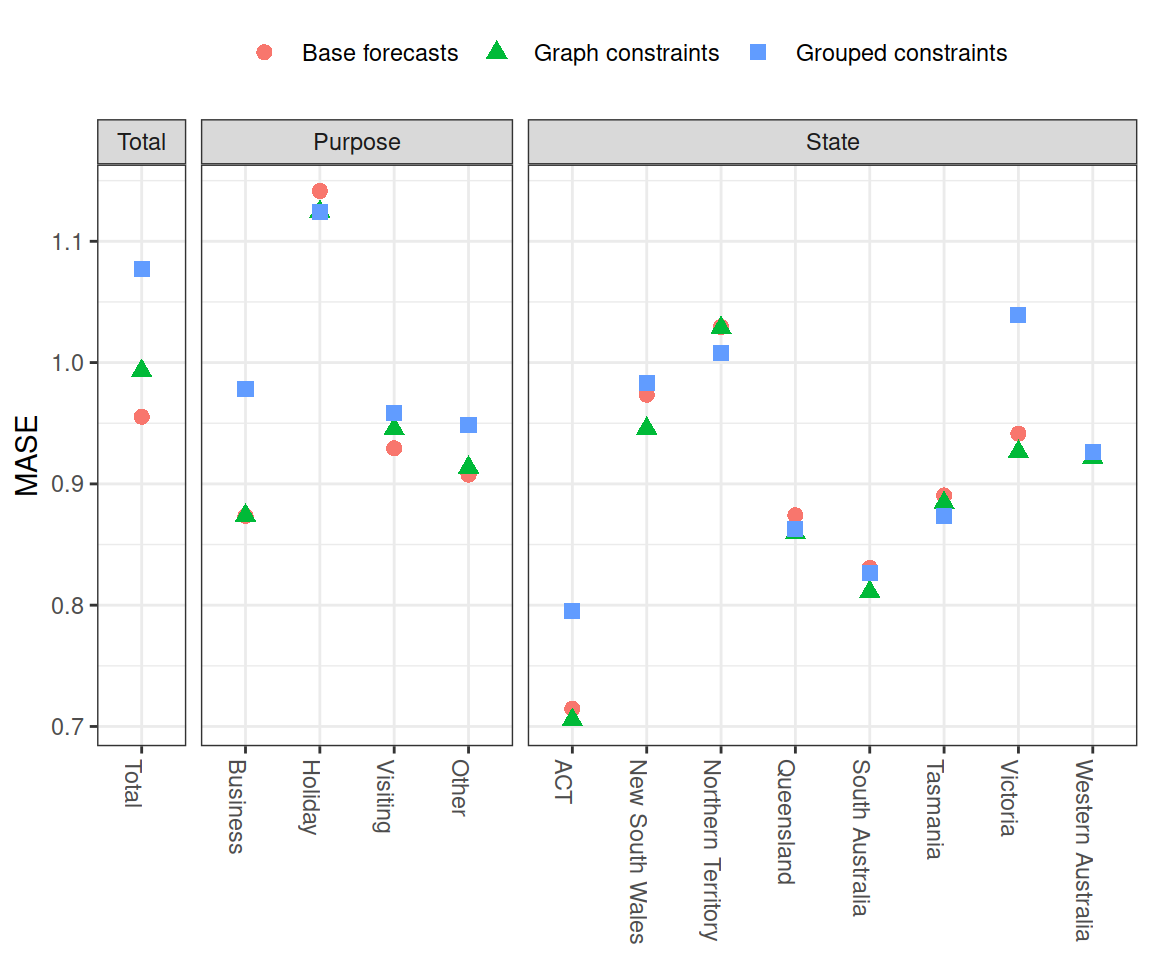 Base forecasts Graph constraints Grouped constraints
Total Purpose State
MASE
1.1
1.0
0.9
0.8
0.7
Total
Business
Holiday
Visiting
Other
ACT
New South Wales
Northern Territory
Queensland
South Australia
Tasmania
Victoria
Western Australia